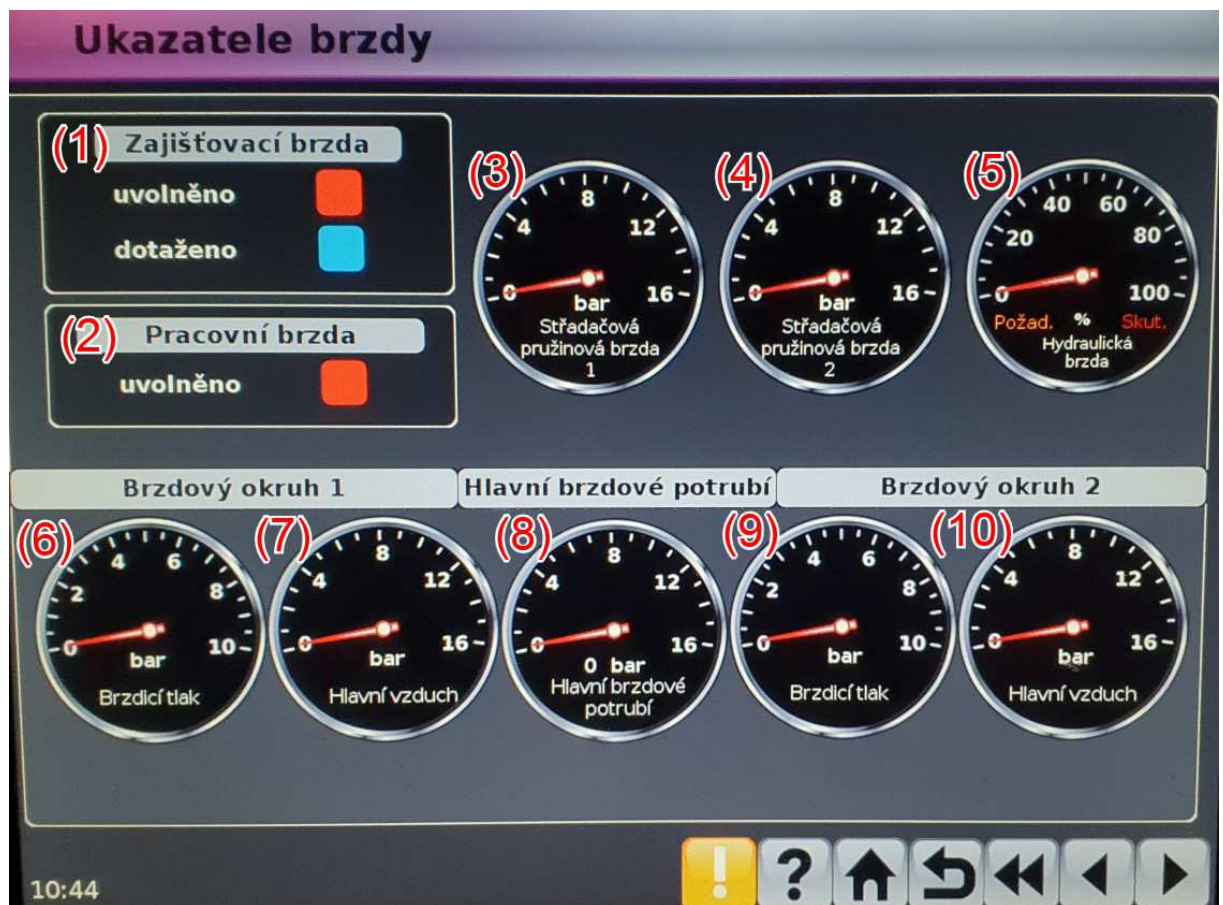 Ukazatele brzdy
(1) Zajišťovací brzda
uvolněno
dotaženo
(2) Pracovní brzda
uvolněno
(3)
0 4 8 12 16
bar
Střadačová
pružinová brzda
1
(4)
0 4 8 12 16
bar
Střadačová
pružinová brzda
2
(5)
0 20 40 60 80 100
Požad. % Skut.
Hydraulická
brzda
Brzdový okruh 1
Hlavní brzdové potrubí
Brzdový okruh 2
(6)
0 2 4 6 8 10
bar
Brzdicí tlak
(7)
0 4 8 12 16
bar
Hlavní vzduch
(8)
0 4 8 12 16
0 bar
Hlavní brzdové
potrubí
(9)
0 2 4 6 8 10
bar
Brzdicí tlak
(10)
0 4 8 12 16
bar
Hlavní vzduch
! ?
10:44